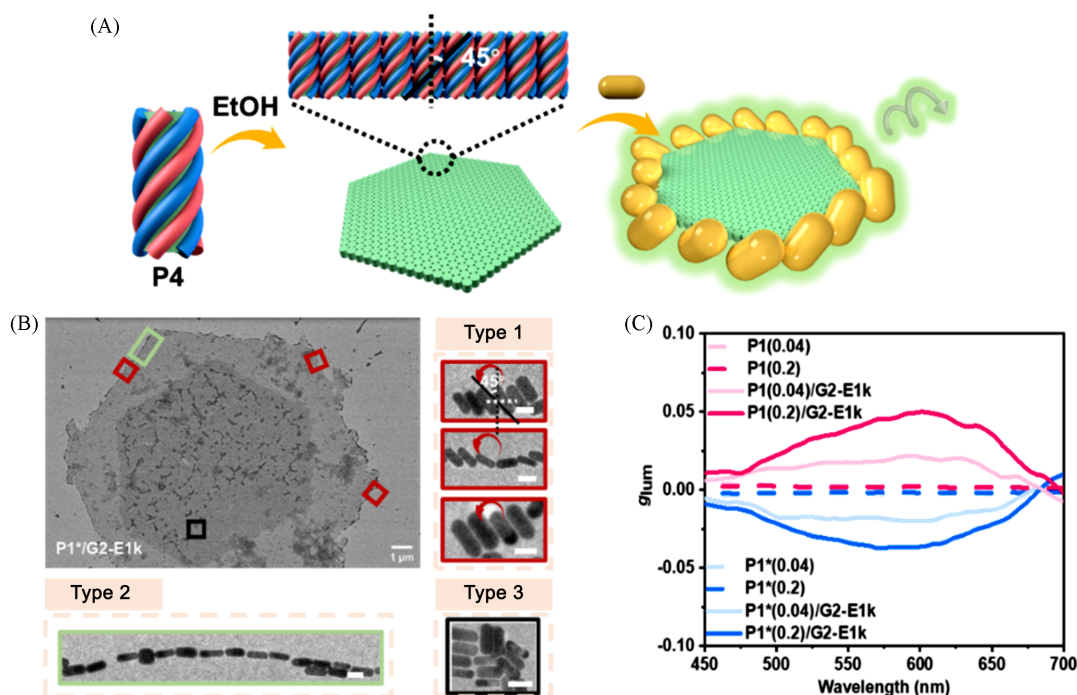 (A)
45°
EtOH
P4
(B)
P1*/G2-E1k
1 μm
Type 1
45°
Type 2
Type 3
(C)
0.10
0.05
0.00
-0.05
-0.10
glum
P1(0.04)
P1(0.2)
P1(0.04)/G2-E1k
P1(0.2)/G2-E1k
P1*(0.04)
P1*(0.2)
P1*(0.04)/G2-E1k
P1*(0.2)/G2-E1k
450 500 550 600 650 700
Wavelength (nm)